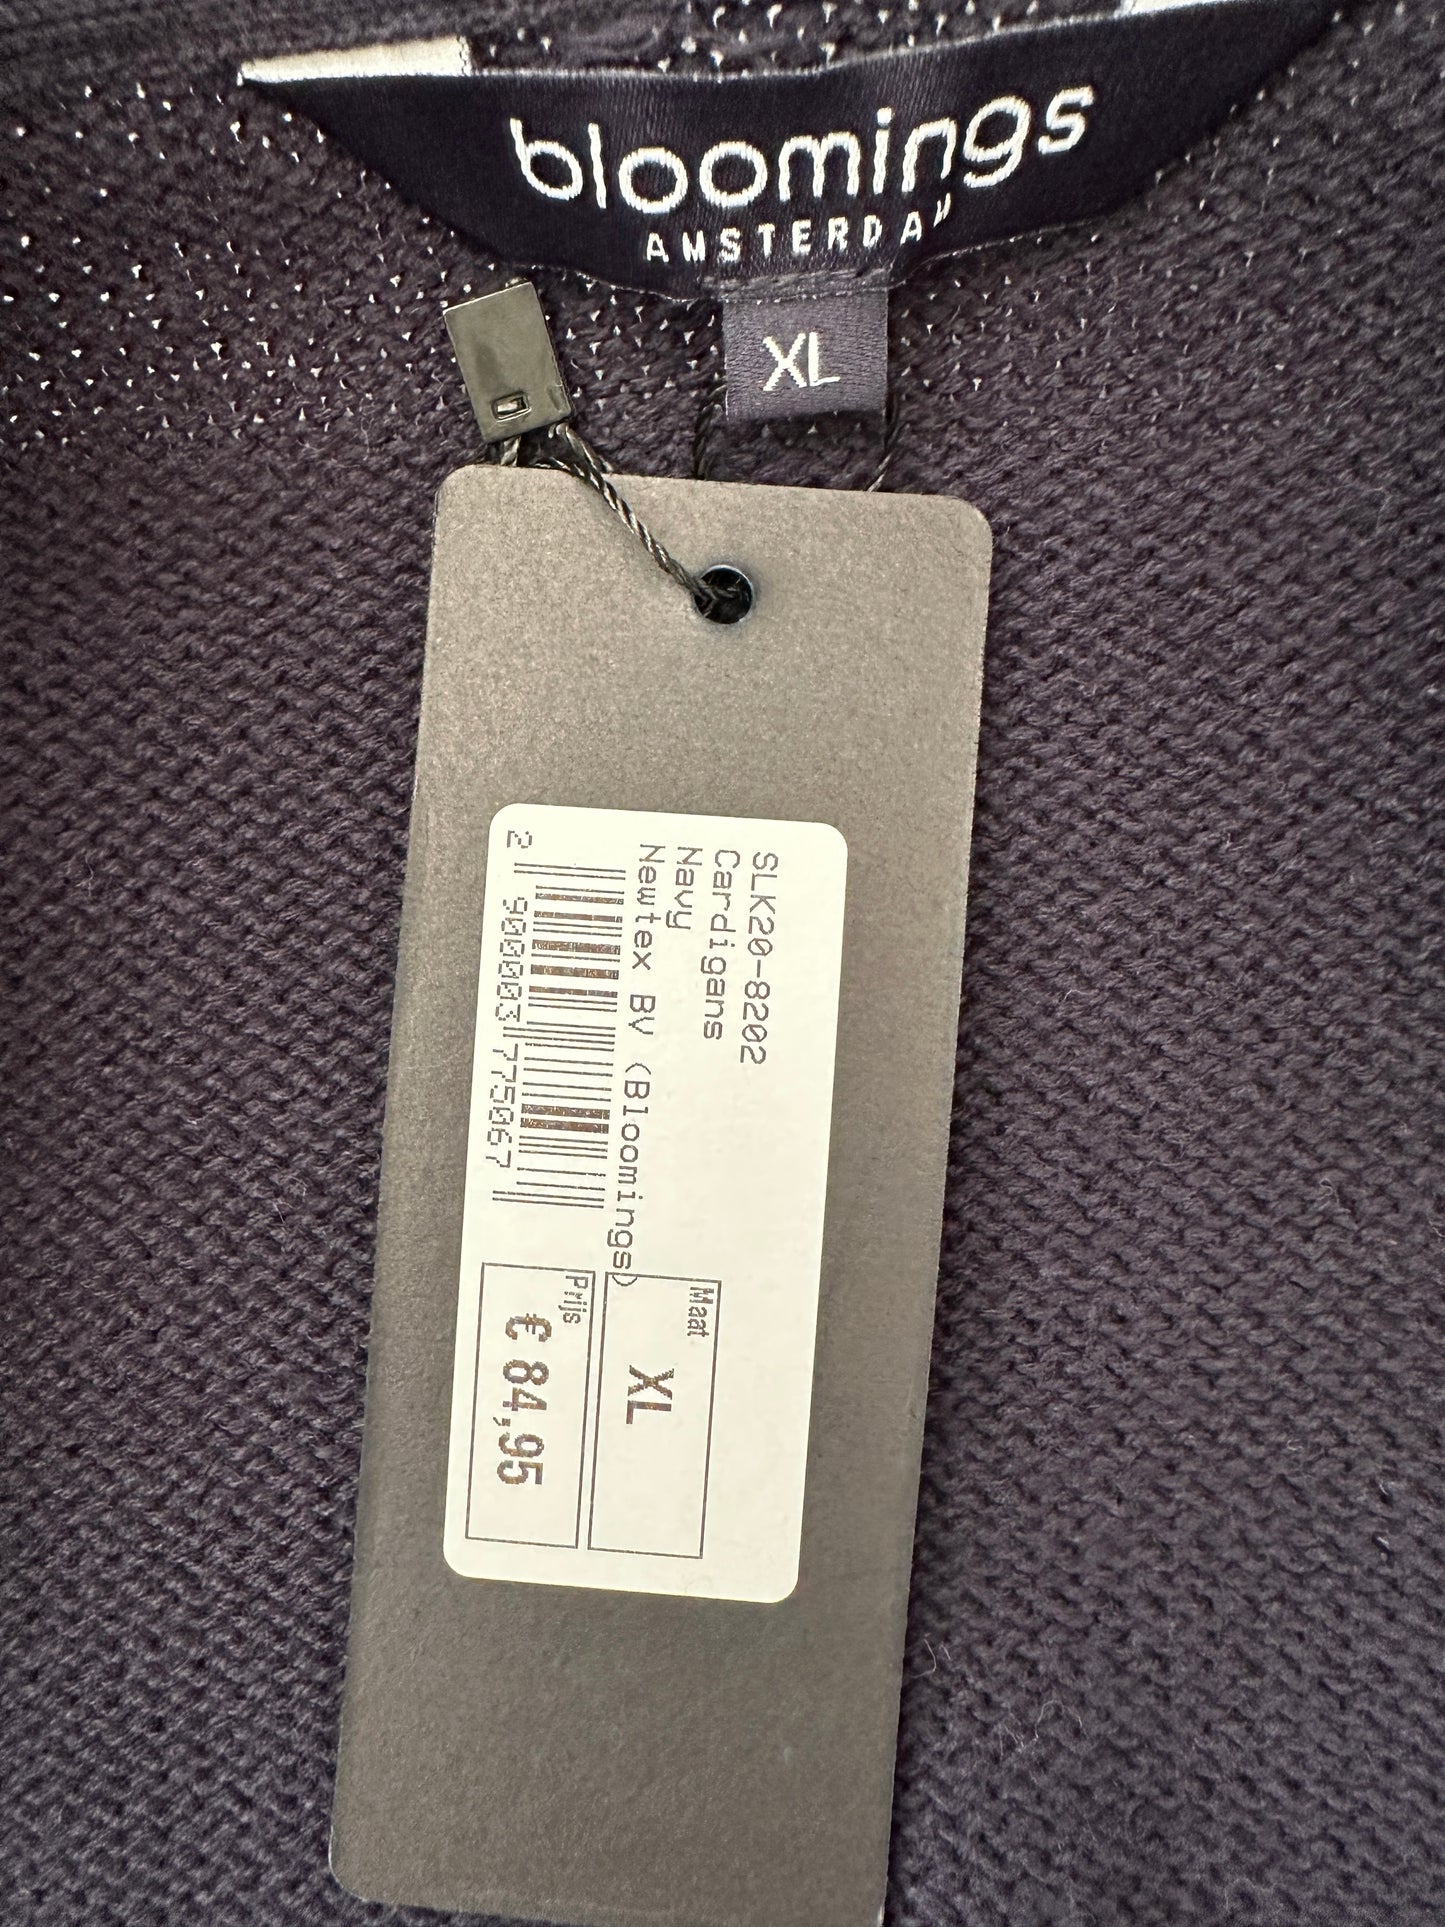 bloomings
AMSTERDAM
XL
SLK20-8202
Cardigans
Navy
Newtex BV (Bloomings)
2 900003 775067
Maat
XL
Prijs
€ 84,95